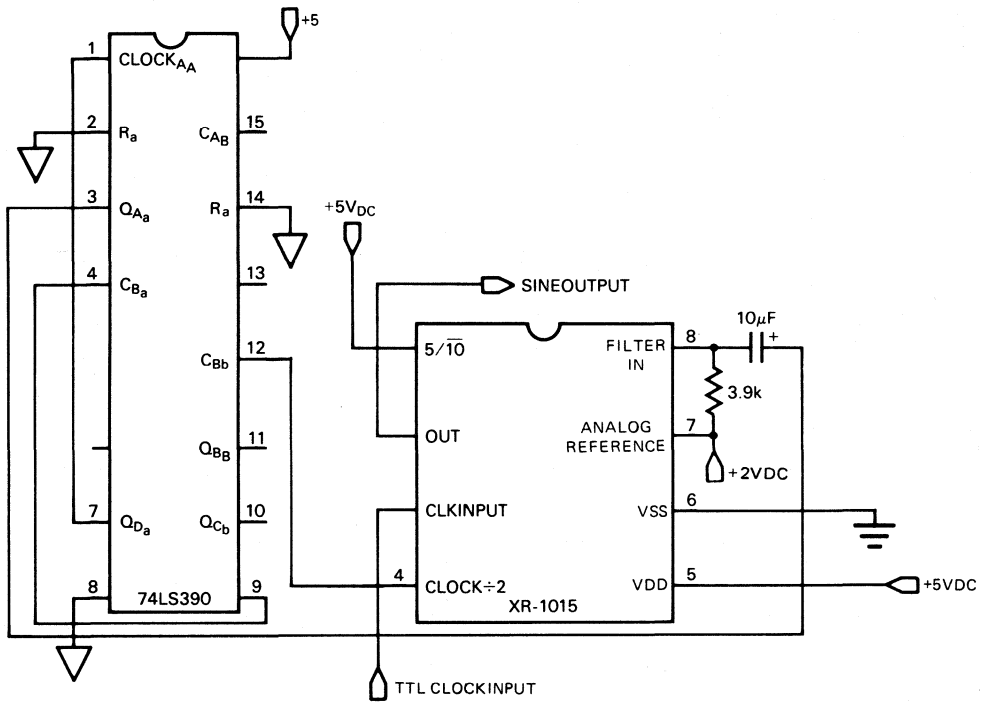 +5
1 CLOCKAA
2 Ra CAB 15
3 QAa Ra 14
4 CBa 13
CBb 12
QBB 11
7 QDa QCb 10
8 9
74LS390
+5VDC
SINEOUTPUT
10μF
+
5/10 FILTER IN 8
3.9k
OUT ANALOG REFERENCE 7
+2VDC
CLKINPUT VSS 6
4 CLOCK÷2 VDD 5
+5VDC
XR-1015
TTL CLOCKINPUT